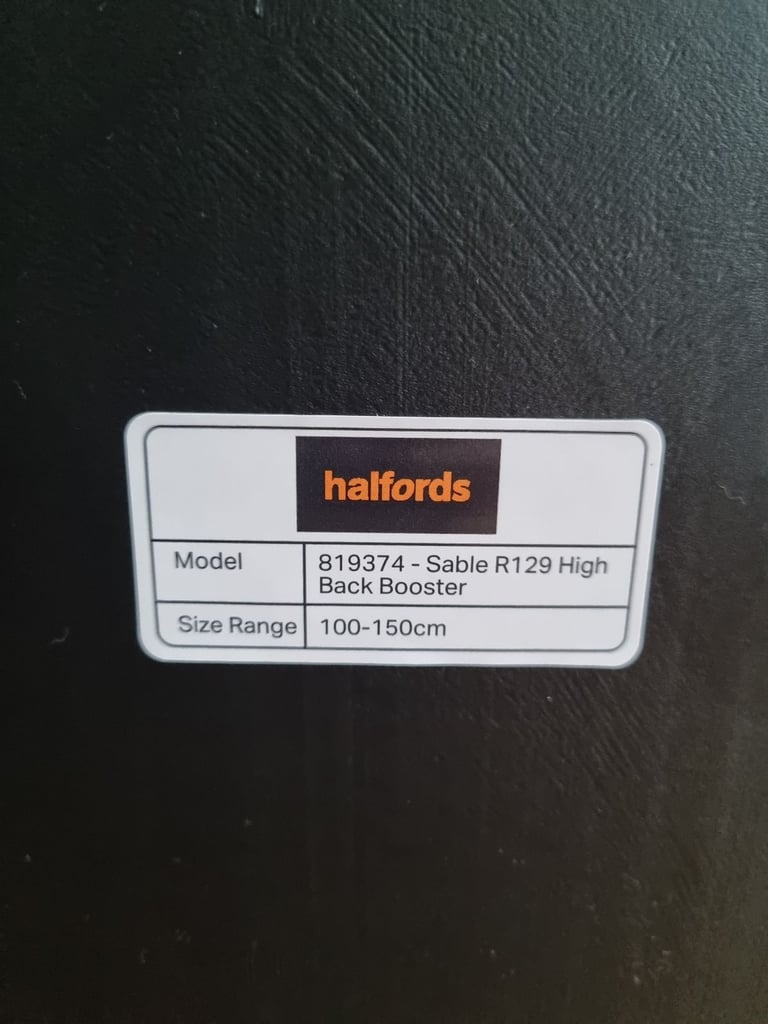 halfords
Model
819374 - Sable R129 High
Back Booster
Size Range
100-150cm